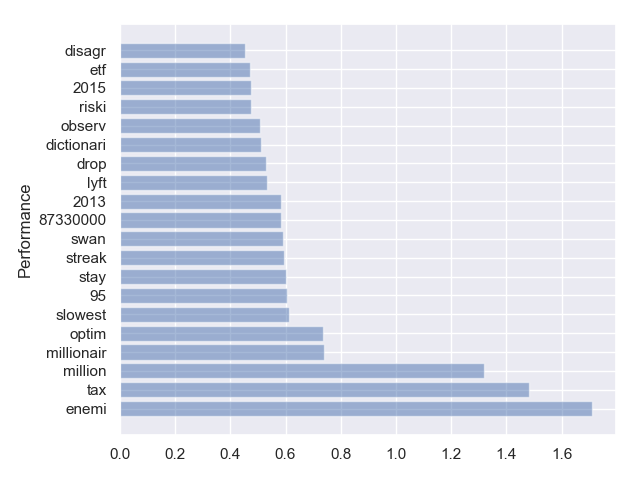 disagr
etf
2015
riski
observ
dictionari
drop
lyft
2013
87330000
swan
streak
stay
95
slowest
optim
millionair
million
tax
enemi
Performance
0.0 0.2 0.4 0.6 0.8 1.0 1.2 1.4 1.6